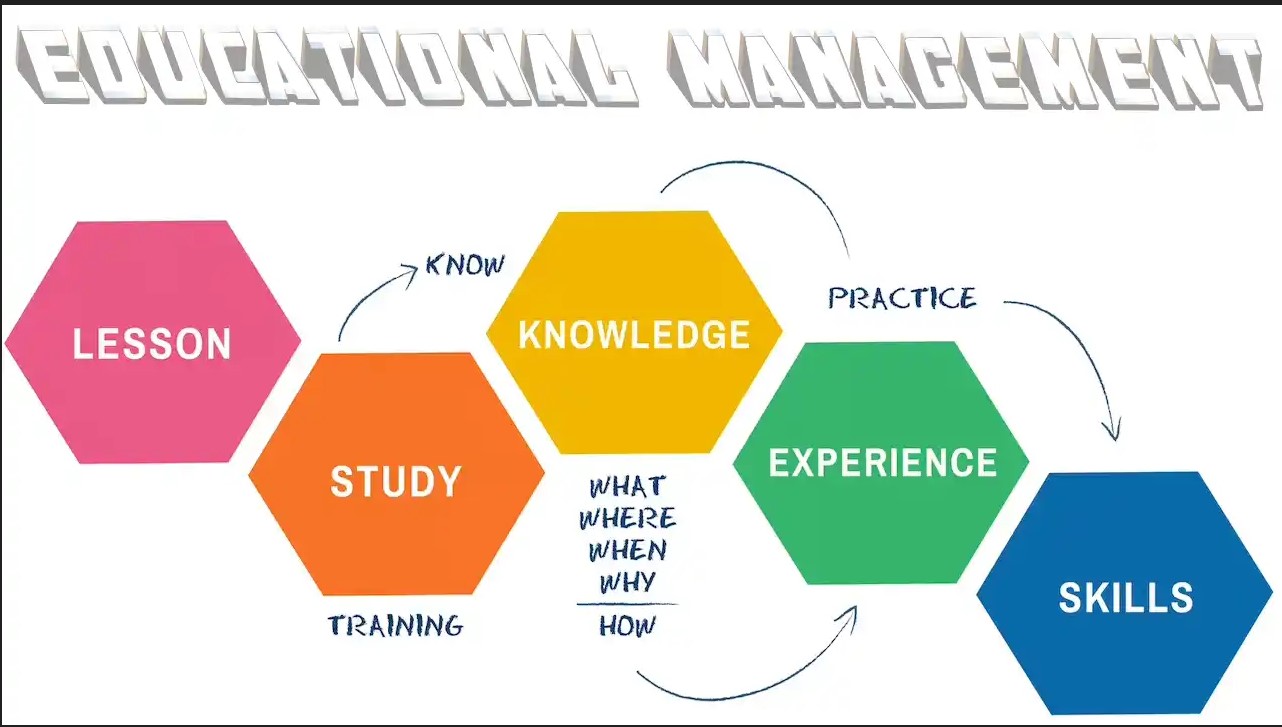 EDUCATIONAL MANAGEMENT
LESSON
STUDY
TRAINING
KNOW
KNOWLEDGE
WHAT
WHERE
WHEN
WHY
HOW
PRACTICE
EXPERIENCE
SKILLS